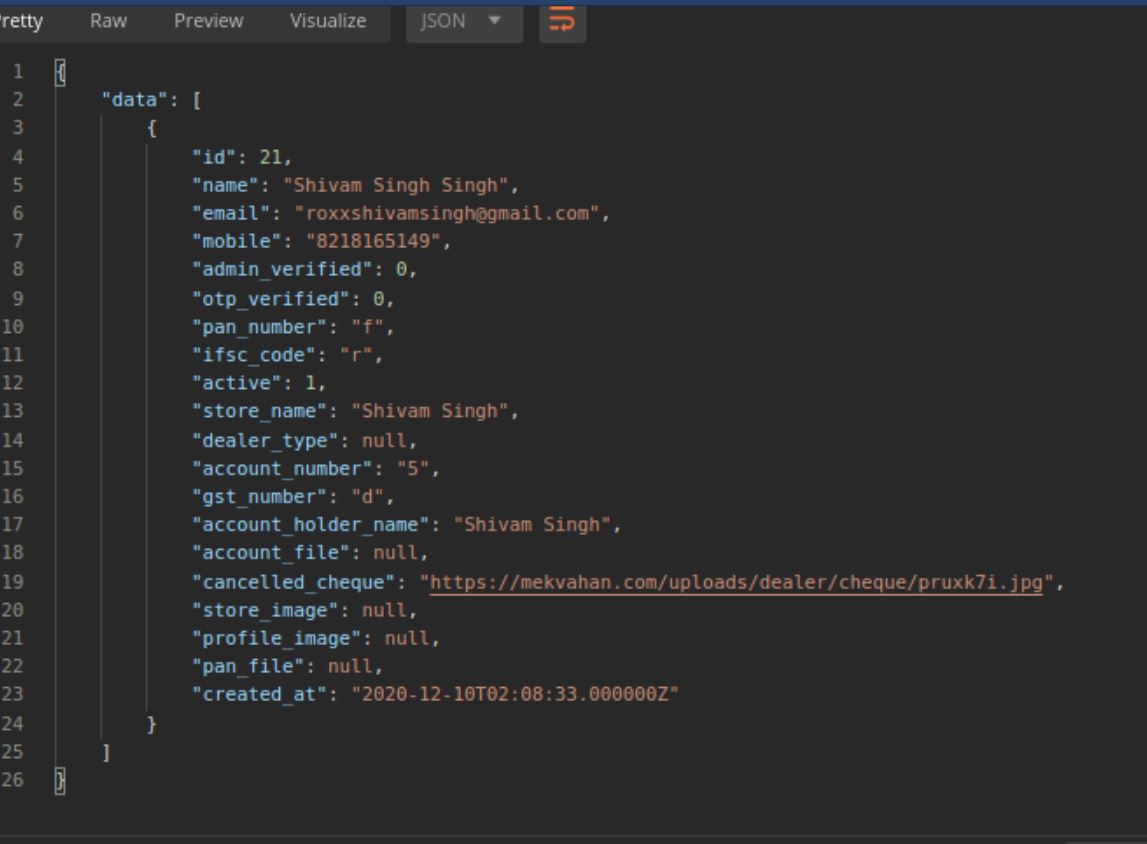 retty Raw Preview Visualize JSON
1 {
2 "data": [
3 {
4 "id": 21,
5 "name": "Shivam Singh Singh",
6 "email": "roxxshivamsingh@gmail.com",
7 "mobile": "8218165149",
8 "admin_verified": 0,
9 "otp_verified": 0,
10 "pan_number": "f",
11 "ifsc_code": "r",
12 "active": 1,
13 "store_name": "Shivam Singh",
14 "dealer_type": null,
15 "account_number": "5",
16 "gst_number": "d",
17 "account_holder_name": "Shivam Singh",
18 "account_file": null,
19 "cancelled_cheque": "https://mekvahan.com/uploads/dealer/cheque/pruxk7i.jpg",
20 "store_image": null,
21 "profile_image": null,
22 "pan_file": null,
23 "created_at": "2020-12-10T02:08:33.000000Z"
24 }
25 ]
26 }